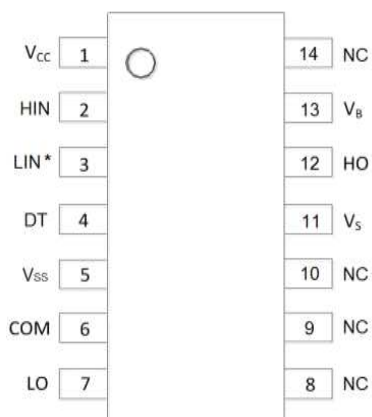 VCC 1 14 NC
HIN 2 13 VB
LIN* 3 12 HO
DT 4 11 VS
VSS 5 10 NC
COM 6 9 NC
LO 7 8 NC